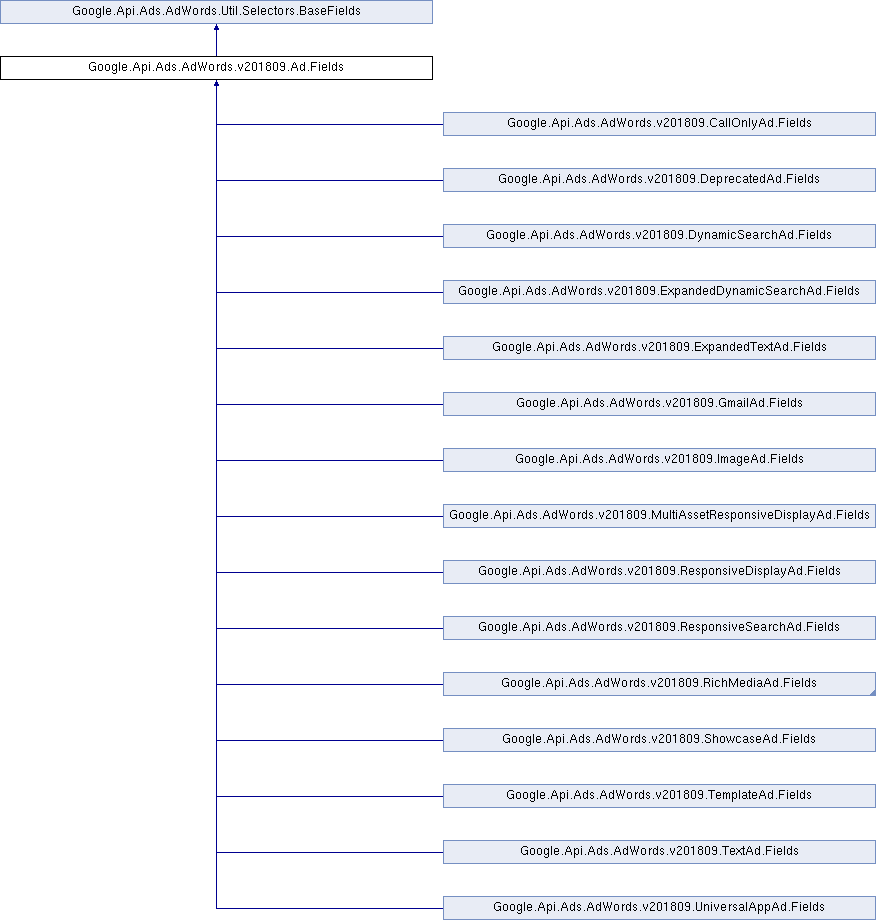 Google.Api.Ads.AdWords.Util.Selectors.BaseFields
Google.Api.Ads.AdWords.v201809.Ad.Fields
Google.Api.Ads.AdWords.v201809.CallOnlyAd.Fields
Google.Api.Ads.AdWords.v201809.DeprecatedAd.Fields
Google.Api.Ads.AdWords.v201809.DynamicSearchAd.Fields
Google.Api.Ads.AdWords.v201809.ExpandedDynamicSearchAd.Fields
Google.Api.Ads.AdWords.v201809.ExpandedTextAd.Fields
Google.Api.Ads.AdWords.v201809.GmailAd.Fields
Google.Api.Ads.AdWords.v201809.ImageAd.Fields
Google.Api.Ads.AdWords.v201809.MultiAssetResponsiveDisplayAd.Fields
Google.Api.Ads.AdWords.v201809.ResponsiveDisplayAd.Fields
Google.Api.Ads.AdWords.v201809.ResponsiveSearchAd.Fields
Google.Api.Ads.AdWords.v201809.RichMediaAd.Fields
Google.Api.Ads.AdWords.v201809.ShowcaseAd.Fields
Google.Api.Ads.AdWords.v201809.TemplateAd.Fields
Google.Api.Ads.AdWords.v201809.TextAd.Fields
Google.Api.Ads.AdWords.v201809.UniversalAppAd.Fields